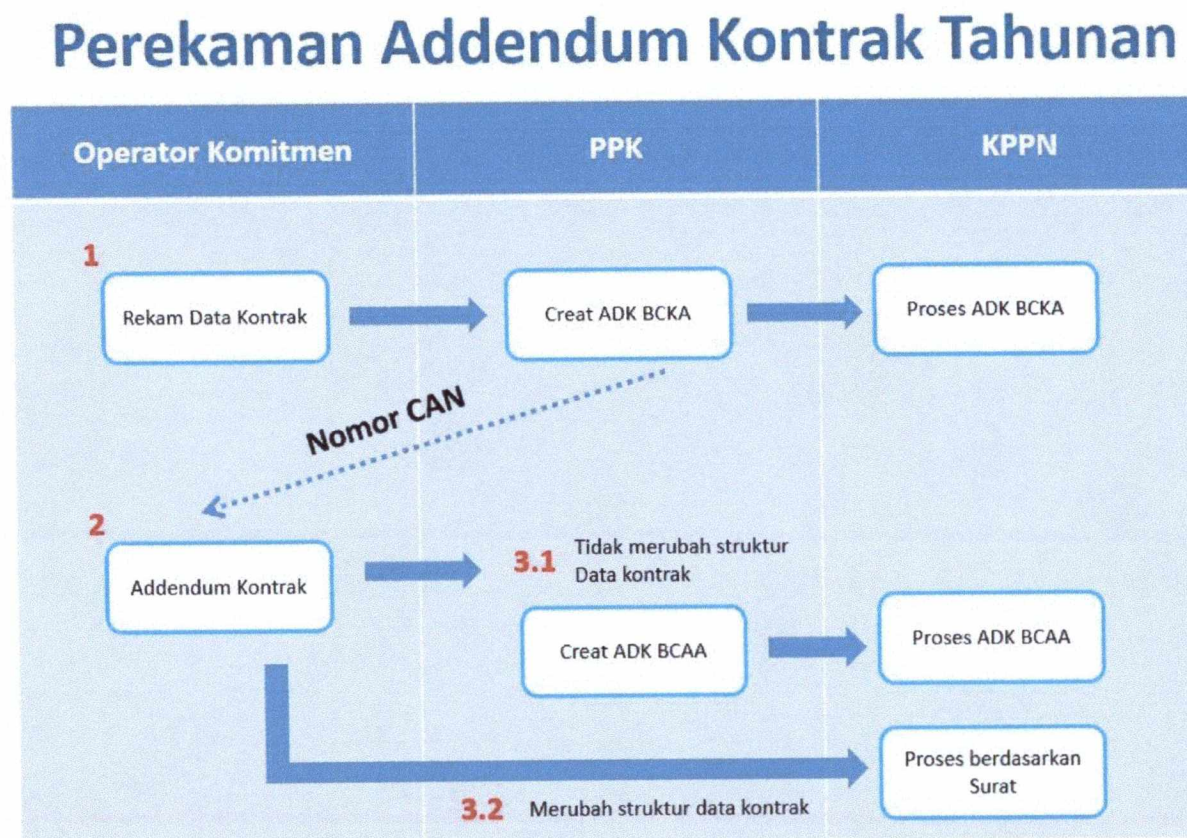 Perekaman Addendum Kontrak Tahunan
Operator Komitmen
PPK
KPPN
1
Rekam Data Kontrak
Creat ADK BCKA
Proses ADK BCKA
Nomor CAN
2
Addendum Kontrak
3.1
Tidak merubah struktur
Data kontrak
Creat ADK BCAA
Proses ADK BCAA
Proses berdasarkan
Surat
3.2
Merubah struktur data kontrak